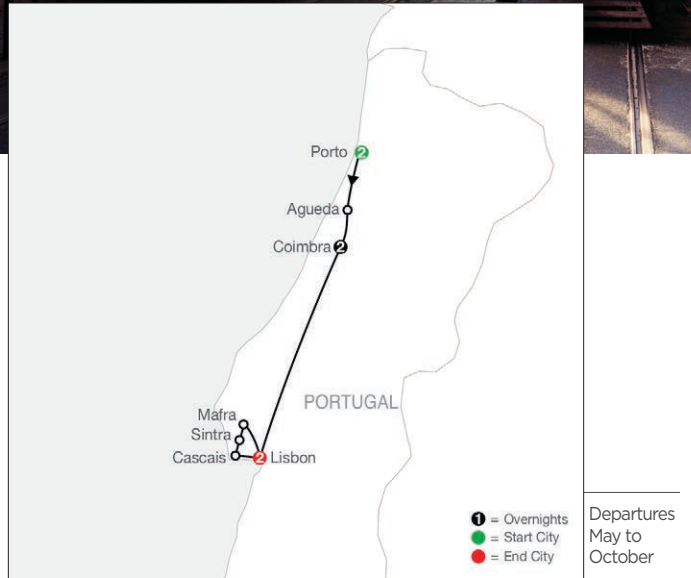 Porto 2
Agueda
Coimbra 2
PORTUGAL
Mafra
Sintra
Cascais
2 Lisbon
1 = Overnights
= Start City
= End City
Departures
May to
October